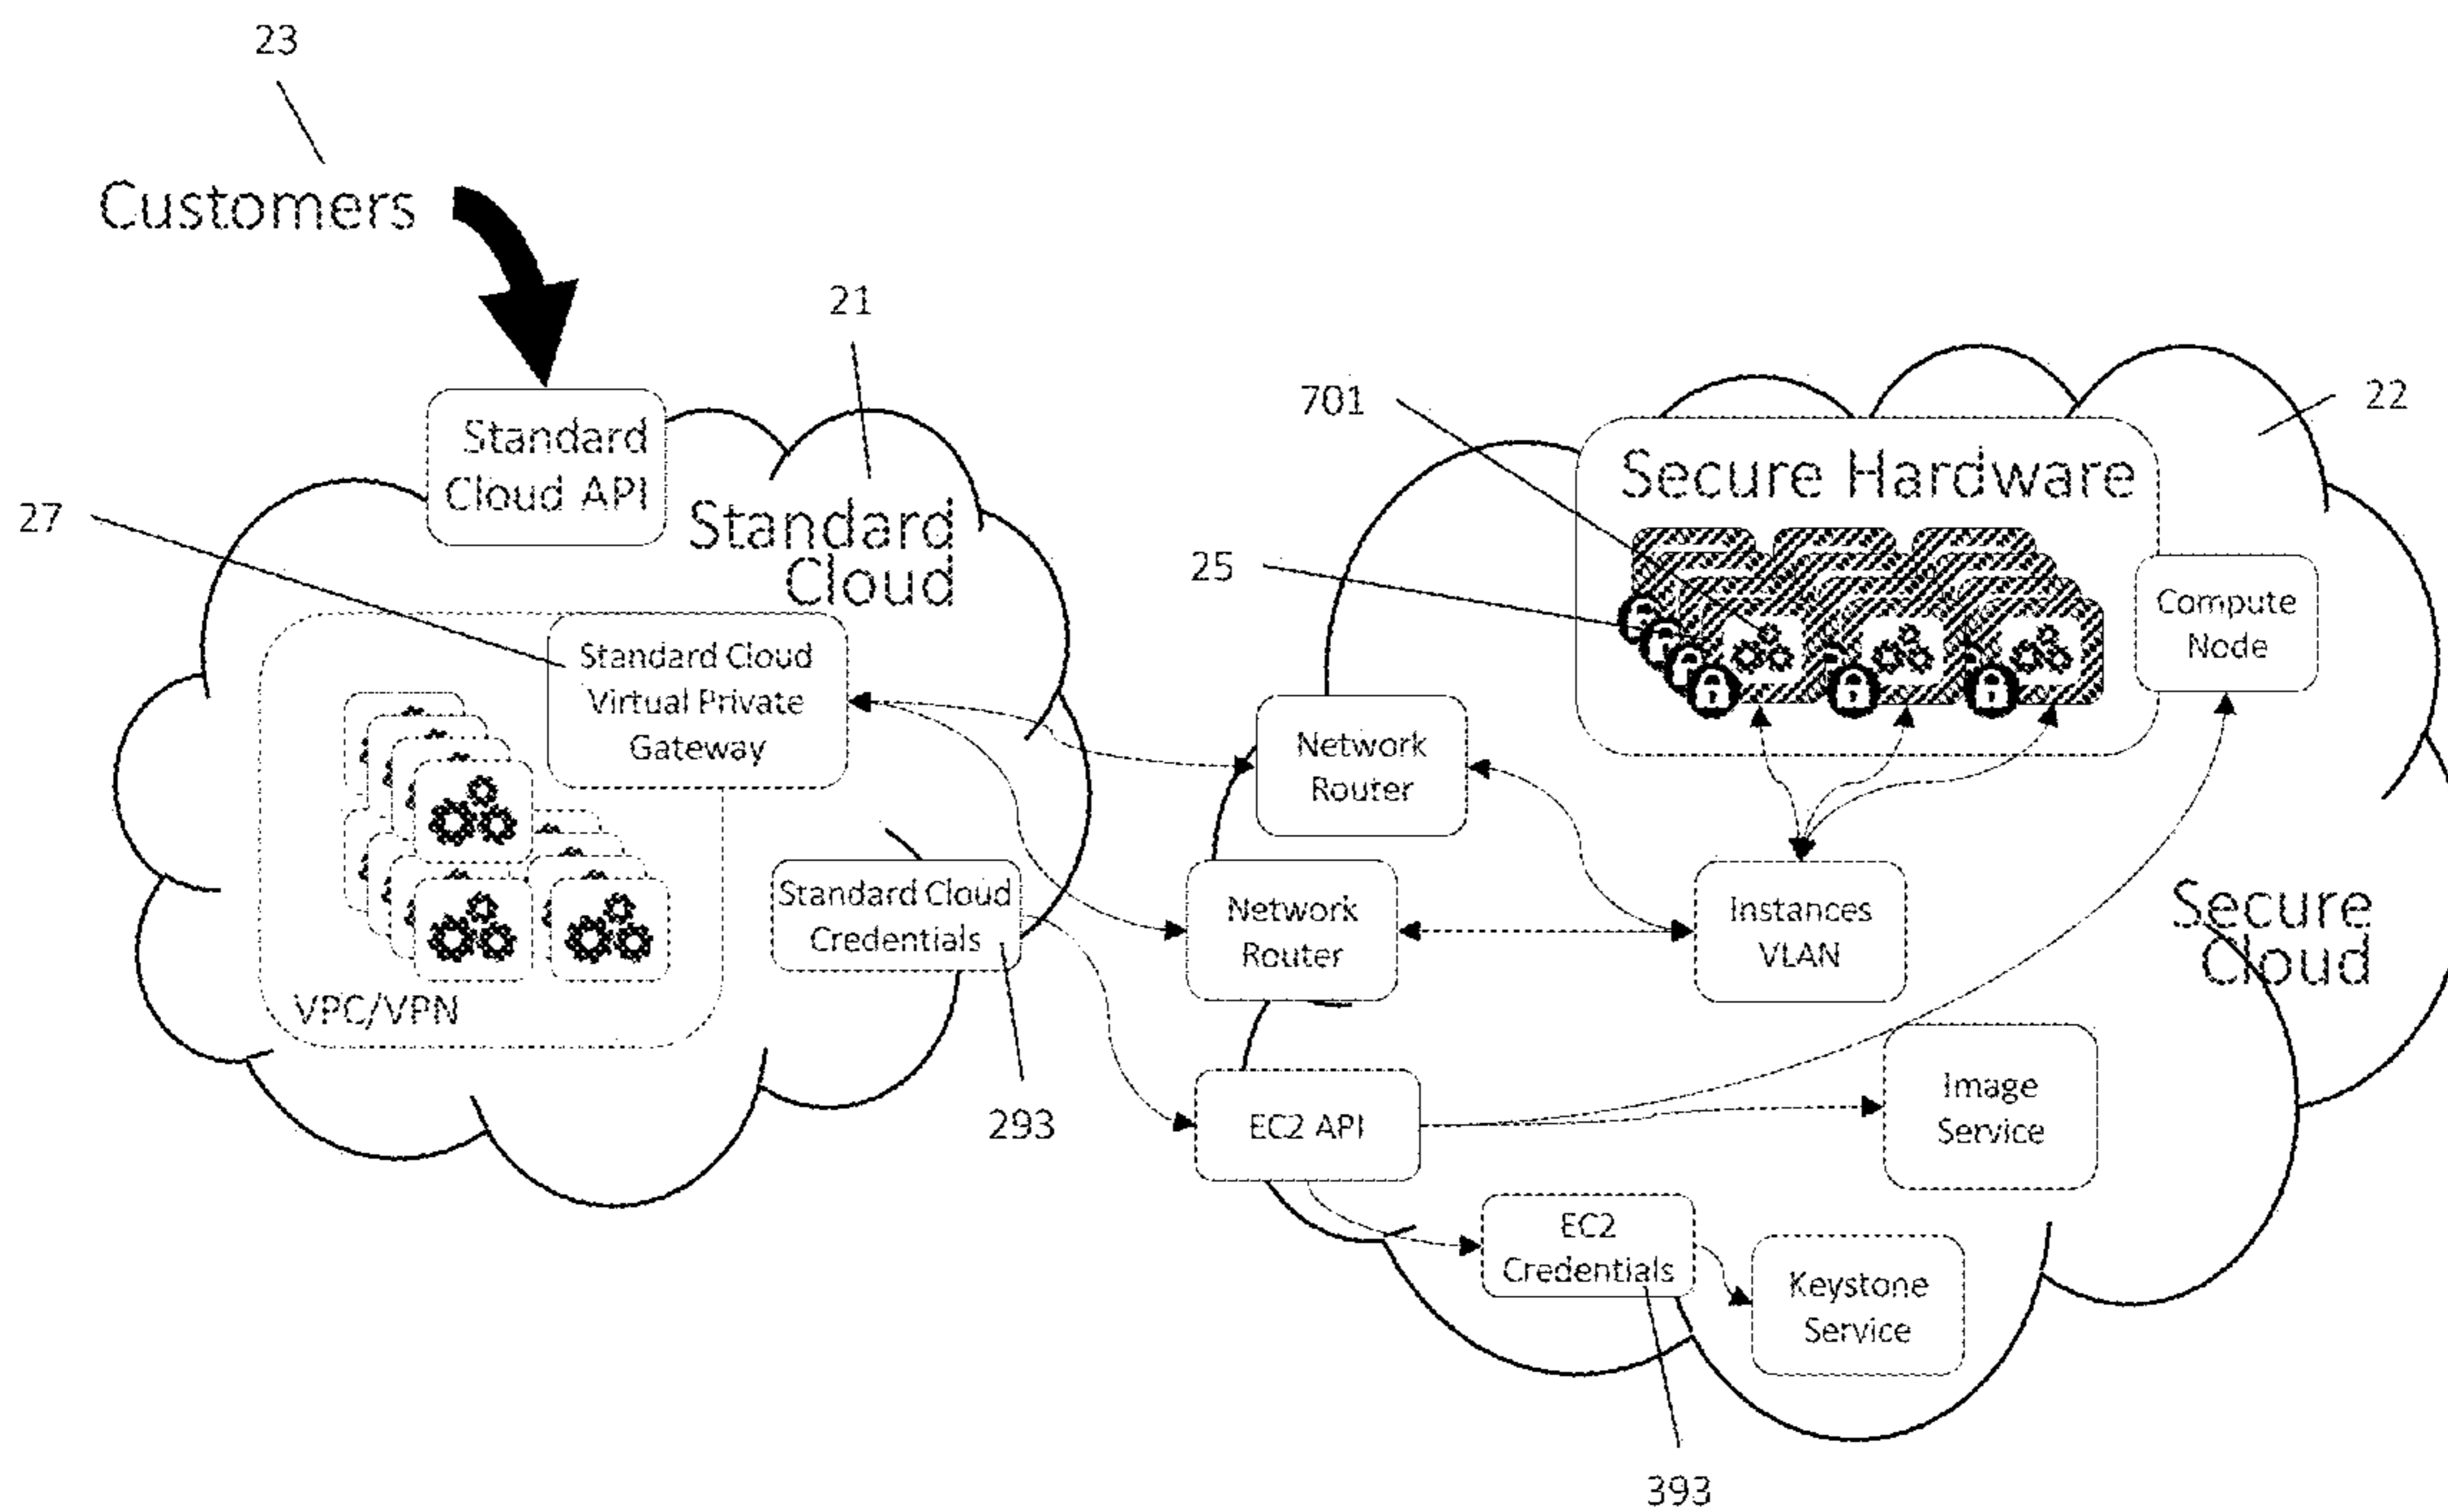 23
Customers
21
Standard
Cloud API
Standard
Cloud
27
Standard Cloud
Virtual Private
Gateway
VPC/VPN
Standard Cloud
Credentials
293
701
25
22
Secure Hardware
Compute
Node
Network
Router
Network
Router
Instances
VLAN
Secure
Cloud
EC2 API
Image
Service
EC2
Credentials
Keystone
Service
393